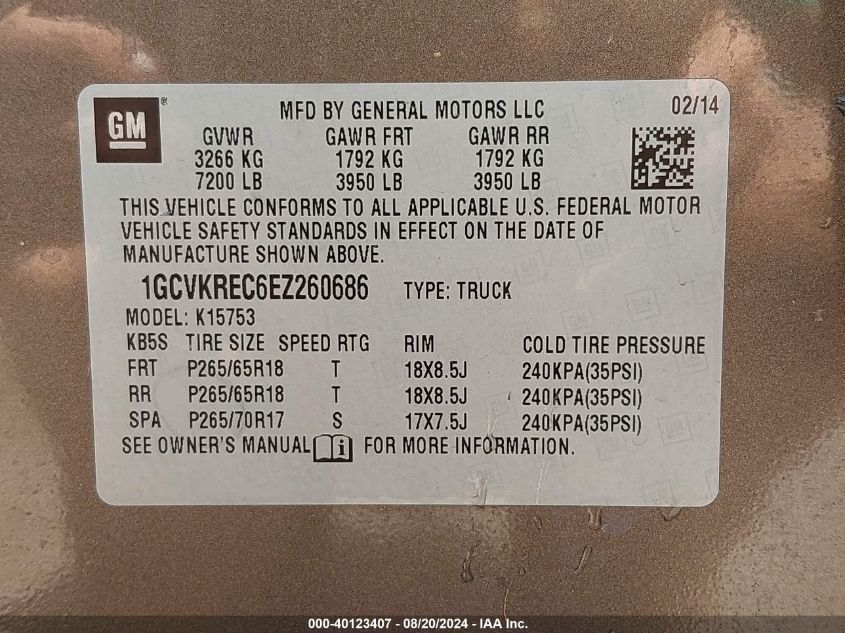 GM ® MFD BY GENERAL MOTORS LLC 02/14
GVWR GAWR FRT GAWR RR
3266 KG 1792 KG 1792 KG
7200 LB 3950 LB 3950 LB
THIS VEHICLE CONFORMS TO ALL APPLICABLE U.S. FEDERAL MOTOR
VEHICLE SAFETY STANDARDS IN EFFECT ON THE DATE OF
MANUFACTURE SHOWN ABOVE.
1GCVKREC6EZ260686 TYPE: TRUCK
MODEL: K15753
KB5S TIRE SIZE SPEED RTG RIM COLD TIRE PRESSURE
FRT P265/65R18 T 18X8.5J 240KPA(35PSI)
RR P265/65R18 T 18X8.5J 240KPA(35PSI)
SPA P265/70R17 S 17X7.5J 240KPA(35PSI)
SEE OWNER'S MANUAL i FOR MORE INFORMATION.
000-40123407 - 08/20/2024 - IAA Inc.